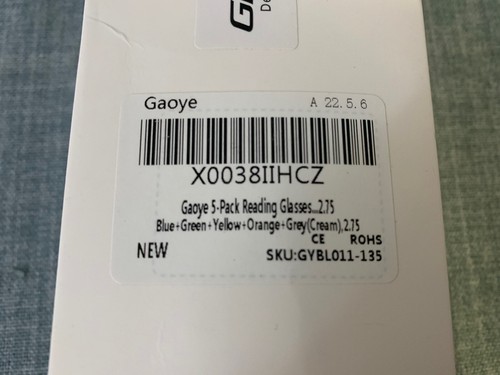 Gaoye A 22.5.6
X0038IIHCZ
Gaoye 5-Pack Reading Glasses...2.75
Blue+Green+Yellow+Orange+Grey(Cream),2.75
CE ROHS
NEW SKU:GYBL011-135